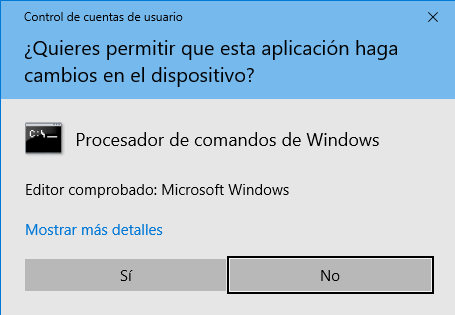 Control de cuentas de usuario
¿Quieres permitir que esta aplicación haga
cambios en el dispositivo?
C:\_
Procesador de comandos de Windows
Editor comprobado: Microsoft Windows
Mostrar más detalles
Sí
No